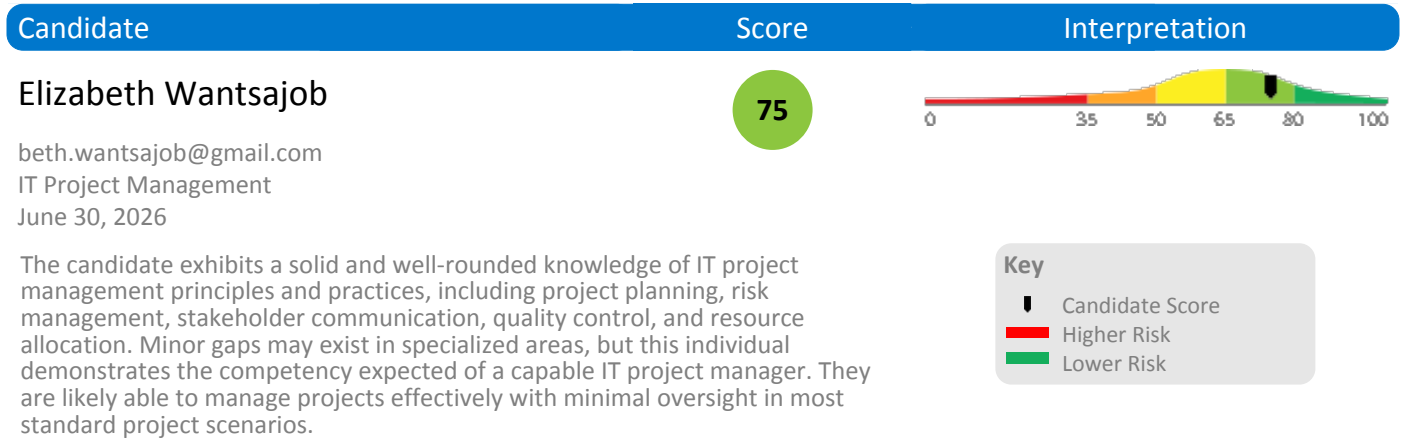 Candidate Score Interpretation
Elizabeth Wantsajob
75
0 35 50 65 80 100
beth.wantsajob@gmail.com
IT Project Management
June 30, 2026
The candidate exhibits a solid and well-rounded knowledge of IT project
management principles and practices, including project planning, risk
management, stakeholder communication, quality control, and resource
allocation. Minor gaps may exist in specialized areas, but this individual
demonstrates the competency expected of a capable IT project manager. They
are likely able to manage projects effectively with minimal oversight in most
standard project scenarios.
Key
Candidate Score
Higher Risk
Lower Risk